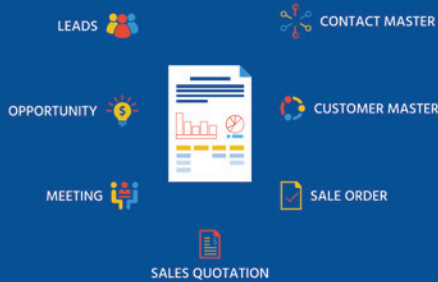 LEADS
CONTACT MASTER
OPPORTUNITY
CUSTOMER MASTER
MEETING
SALE ORDER
SALES QUOTATION